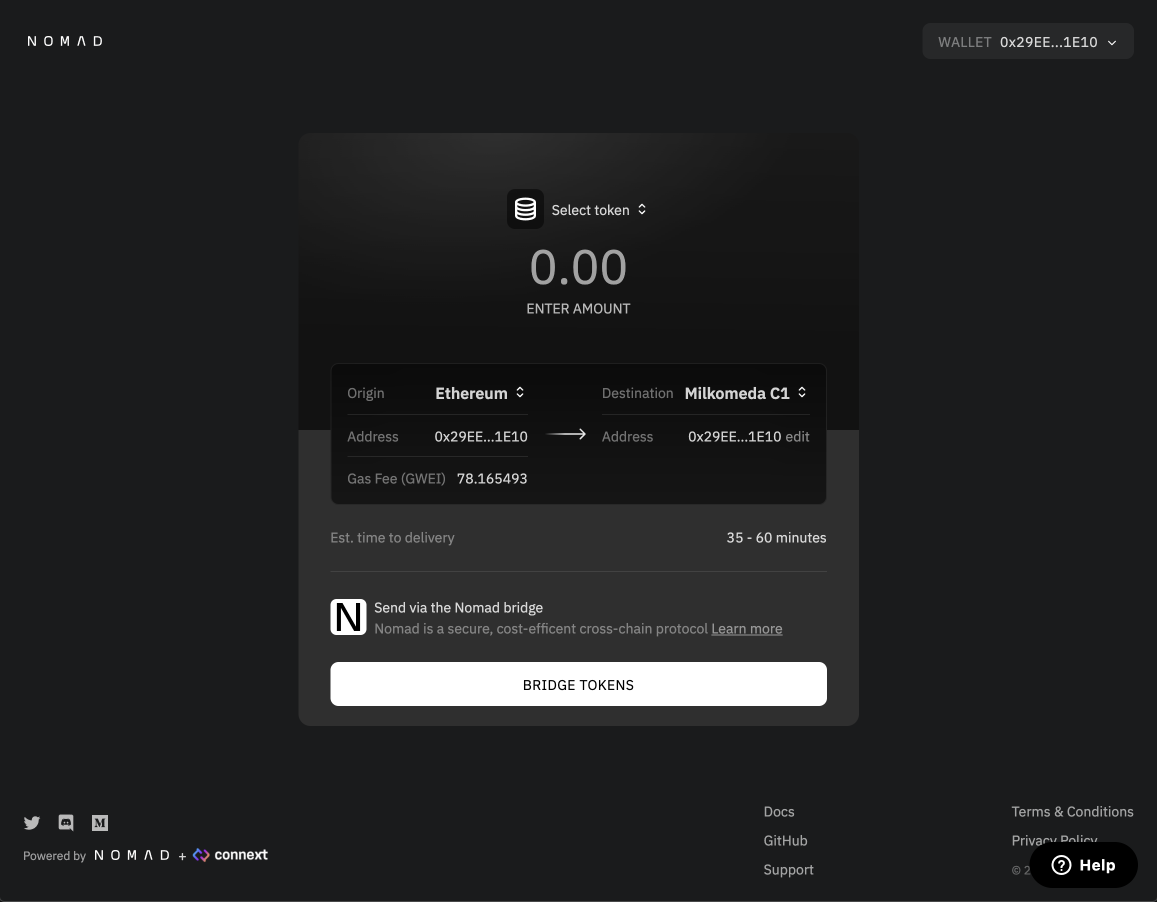 NOMAD
WALLET 0x29EE...1E10
Select token
0.00
ENTER AMOUNT
Origin Ethereum
Destination Milkomeda C1
Address 0x29EE...1E10
Address 0x29EE...1E10 edit
Gas Fee (GWEI) 78.165493
Est. time to delivery 35 - 60 minutes
N
Send via the Nomad bridge
Nomad is a secure, cost-efficent cross-chain protocol Learn more
BRIDGE TOKENS
Powered by NOMAD + connext
Docs
GitHub
Support
Terms & Conditions
Privacy Policy
©
Help